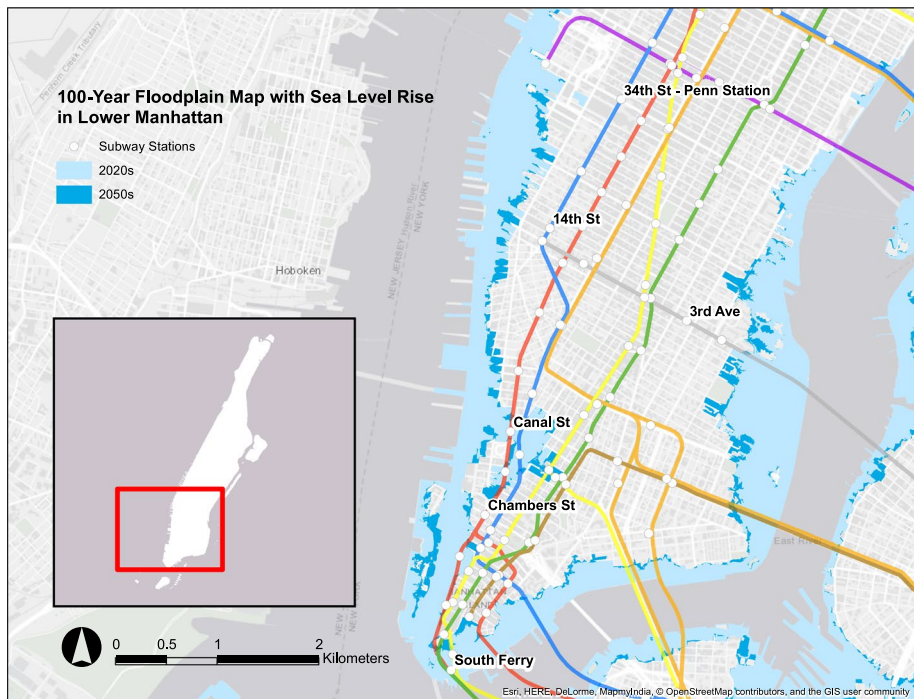 100-Year Floodplain Map with Sea Level Rise
in Lower Manhattan
Subway Stations
2020s
2050s
34th St - Penn Station
14th St
Hoboken
NEW JERSEY
NEW YORK
Hudson River
3rd Ave
Canal St
Chambers St
East River
South Ferry
0 0.5 1 2
Kilometers
Esri, HERE, DeLorme, MapmyIndia, © OpenStreetMap contributors, and the GIS user community